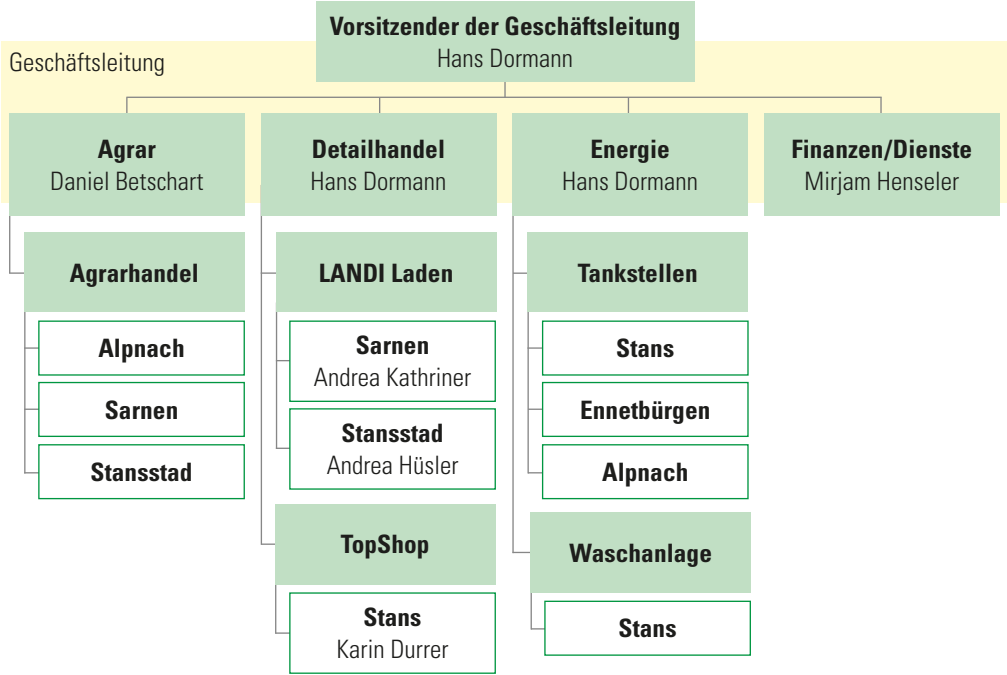 Vorsitzender der Geschäftsleitung
Hans Dormann
Geschäftsleitung
Agrar
Daniel Betschart
Detailhandel
Hans Dormann
Energie
Hans Dormann
Finanzen/Dienste
Mirjam Henseler
Agrarhandel
Alpnach
Sarnen
Stansstad
LANDI Laden
Sarnen
Andrea Kathriner
Stansstad
Andrea Hüsler
TopShop
Stans
Karin Durrer
Tankstellen
Stans
Ennetbürgen
Alpnach
Waschanlage
Stans